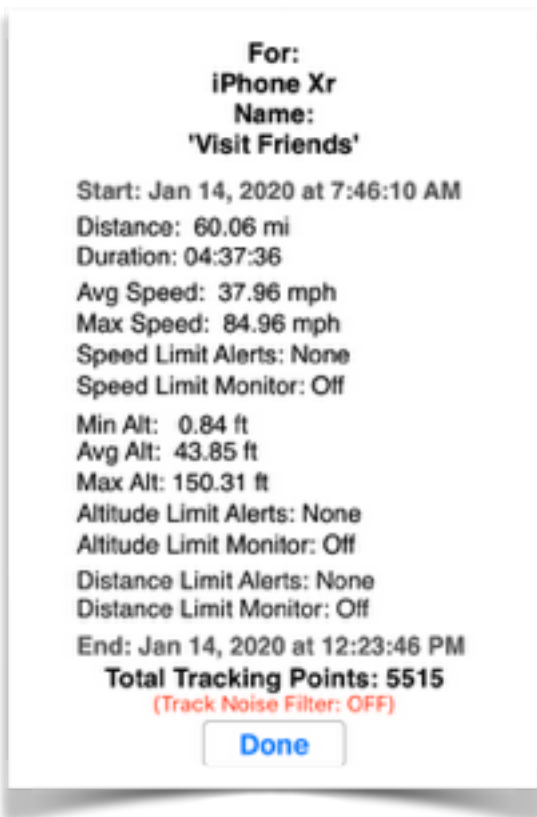 For:
iPhone Xr
Name:
'Visit Friends'
Start: Jan 14, 2020 at 7:46:10 AM
Distance: 60.06 mi
Duration: 04:37:36
Avg Speed: 37.96 mph
Max Speed: 84.96 mph
Speed Limit Alerts: None
Speed Limit Monitor: Off
Min Alt: 0.84 ft
Avg Alt: 43.85 ft
Max Alt: 150.31 ft
Altitude Limit Alerts: None
Altitude Limit Monitor: Off
Distance Limit Alerts: None
Distance Limit Monitor: Off
End: Jan 14, 2020 at 12:23:46 PM
Total Tracking Points: 5515
(Track Noise Filter: OFF)
Done